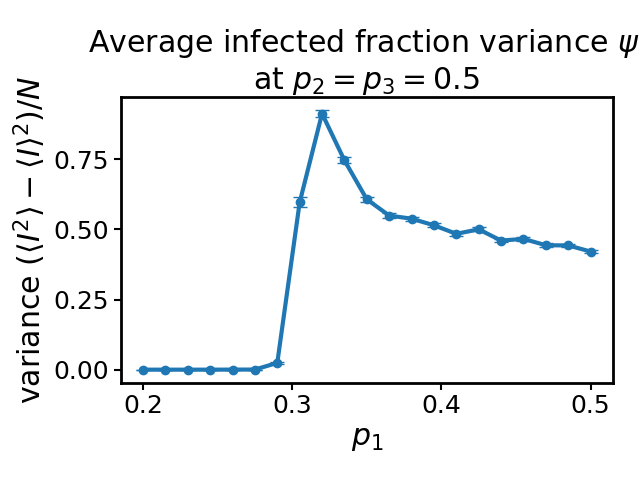 Average infected fraction variance ψ
at p₂ = p₃ = 0.5
variance (⟨I²⟩ − ⟨I⟩²)/N
0.75
0.50
0.25
0.00
0.2
0.3
0.4
0.5
p₁